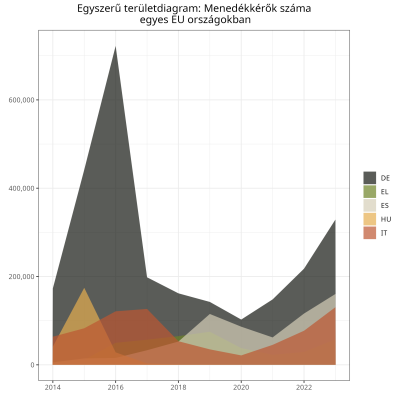 Egyszerű területdiagram: Menedékkérők száma
egyes EU országokban
600,000
400,000
200,000
0
2014
2016
2018
2020
2022
DE
EL
ES
HU
IT